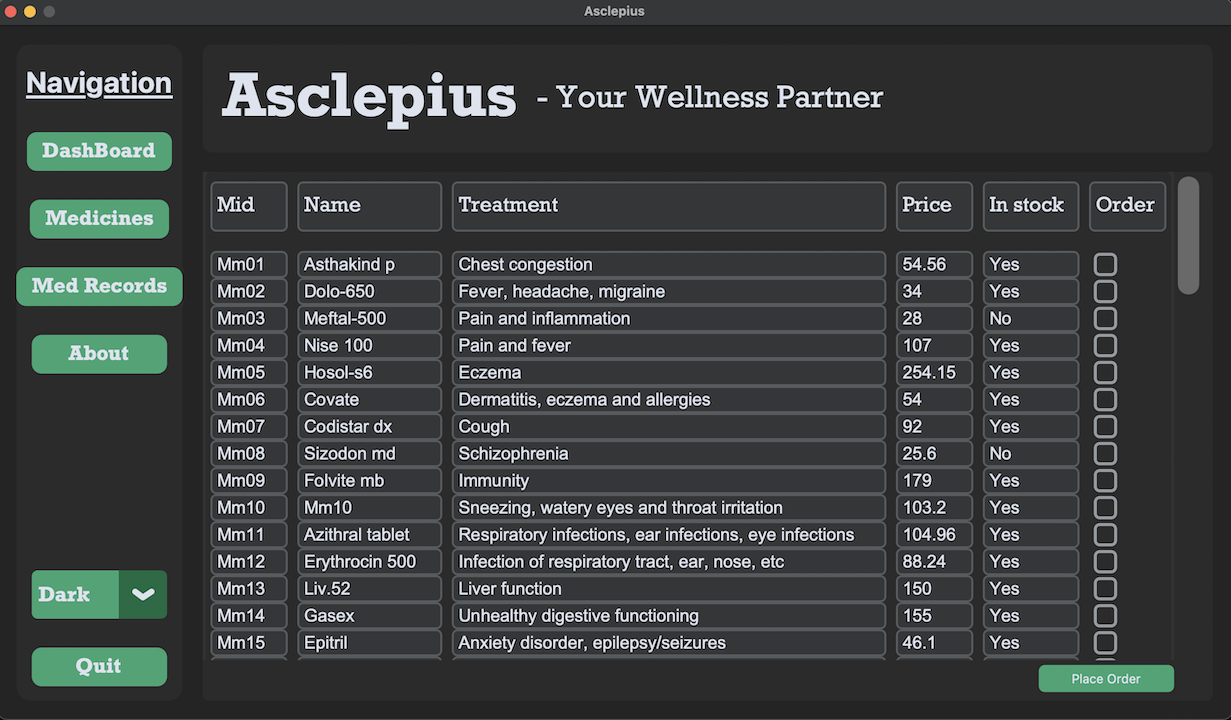 Asclepius
Navigation
DashBoard
Medicines
Med Records
About
Dark
Quit
Asclepius - Your Wellness Partner
Mid Name Treatment Price In stock Order
Mm01 Asthakind p Chest congestion 54.56 Yes
Mm02 Dolo-650 Fever, headache, migraine 34 Yes
Mm03 Meftal-500 Pain and inflammation 28 No
Mm04 Nise 100 Pain and fever 107 Yes
Mm05 Hosol-s6 Eczema 254.15 Yes
Mm06 Covate Dermatitis, eczema and allergies 54 Yes
Mm07 Codistar dx Cough 92 Yes
Mm08 Sizodon md Schizophrenia 25.6 No
Mm09 Folvite mb Immunity 179 Yes
Mm10 Mm10 Sneezing, watery eyes and throat irritation 103.2 Yes
Mm11 Azithral tablet Respiratory infections, ear infections, eye infections 104.96 Yes
Mm12 Erythrocin 500 Infection of respiratory tract, ear, nose, etc 88.24 Yes
Mm13 Liv.52 Liver function 150 Yes
Mm14 Gasex Unhealthy digestive functioning 155 Yes
Mm15 Epitril Anxiety disorder, epilepsy/seizures 46.1 Yes
Place Order